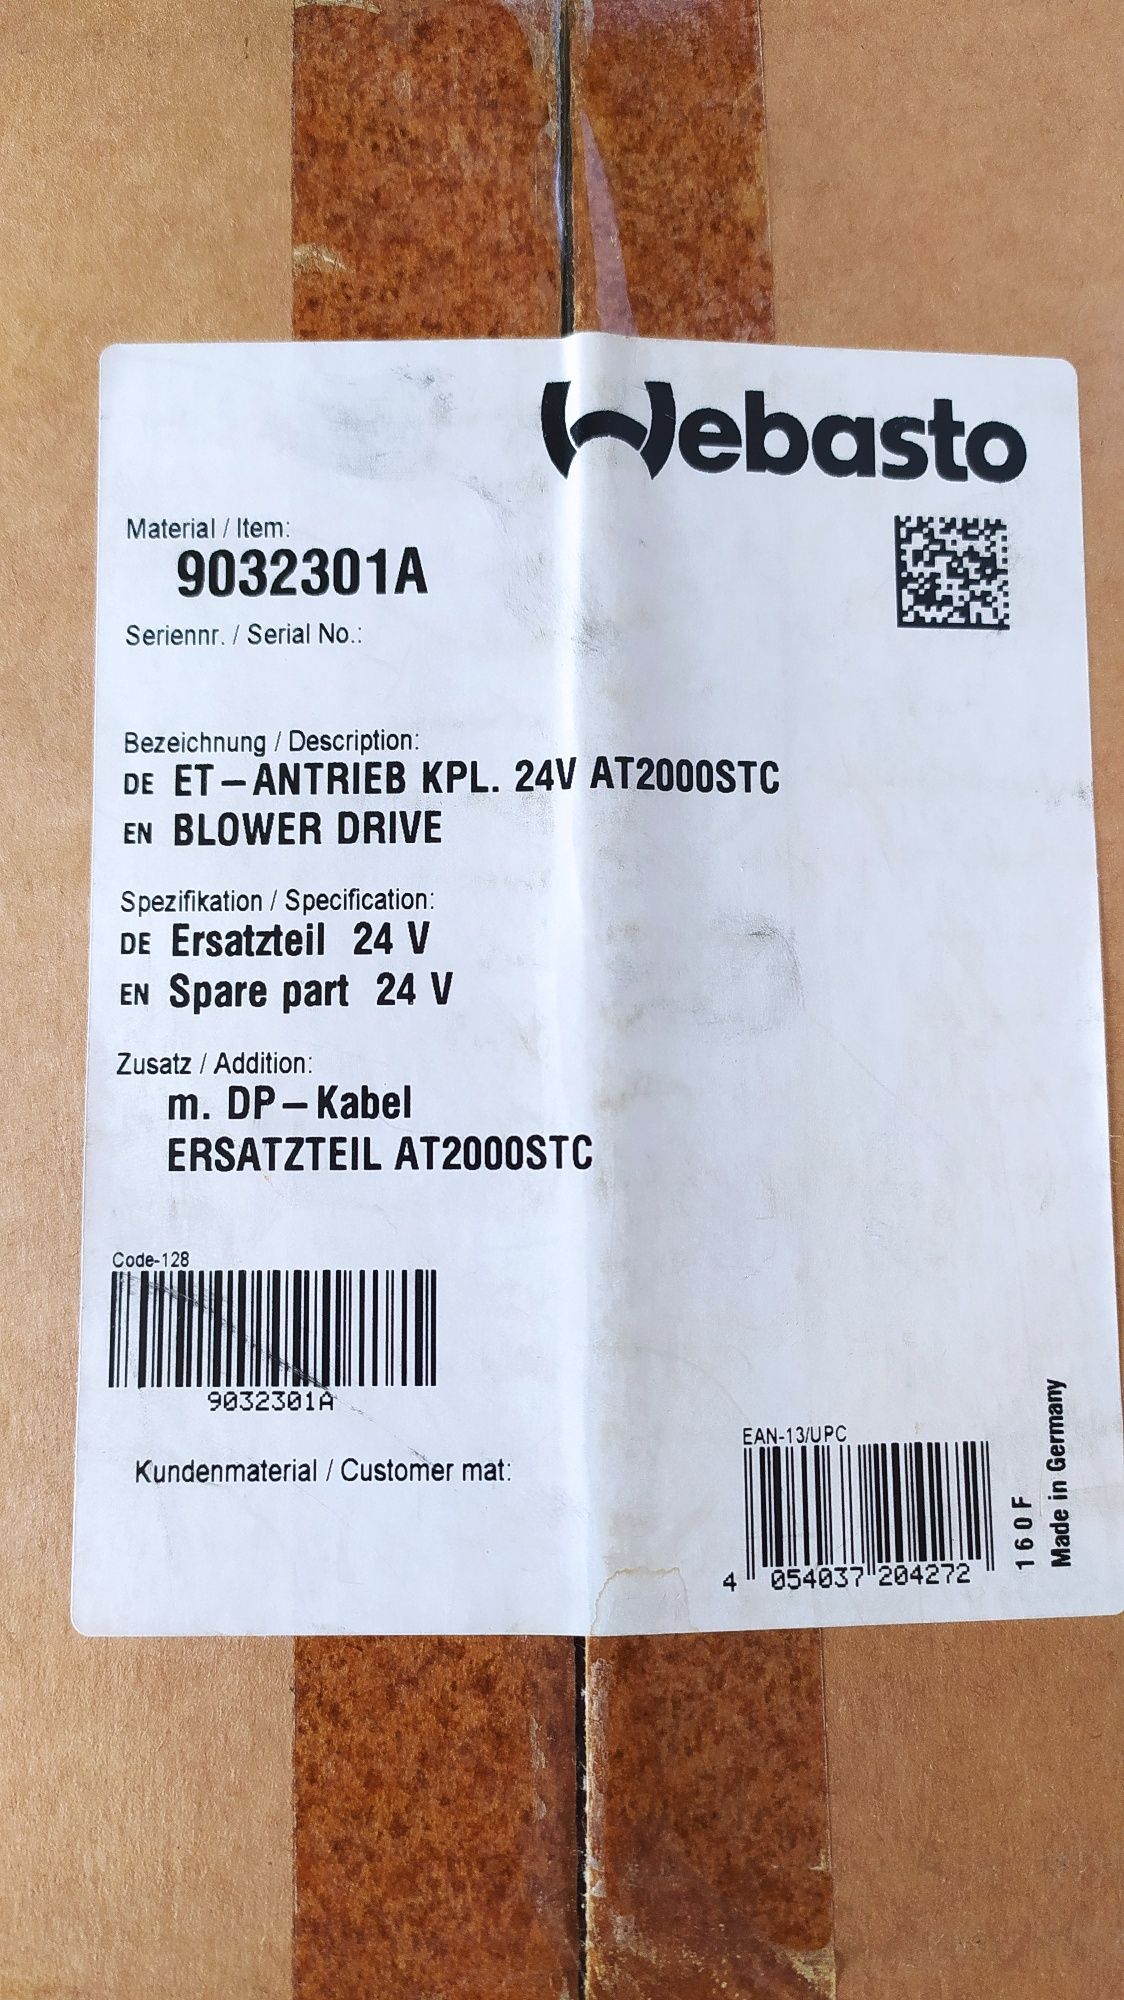 Webasto
Material / Item:
9032301A
Seriennr. / Serial No.:
Bezeichnung / Description:
DE ET-ANTRIEB KPL. 24V AT2000STC
EN BLOWER DRIVE
Spezifikation / Specification:
DE Ersatzteil 24 V
EN Spare part 24 V
Zusatz / Addition:
m. DP-Kabel
ERSATZTEIL AT2000STC
Code-128
9032301A
Kundenmaterial / Customer mat:
EAN-13/UPC
4 054037 204272
160F
Made in Germany